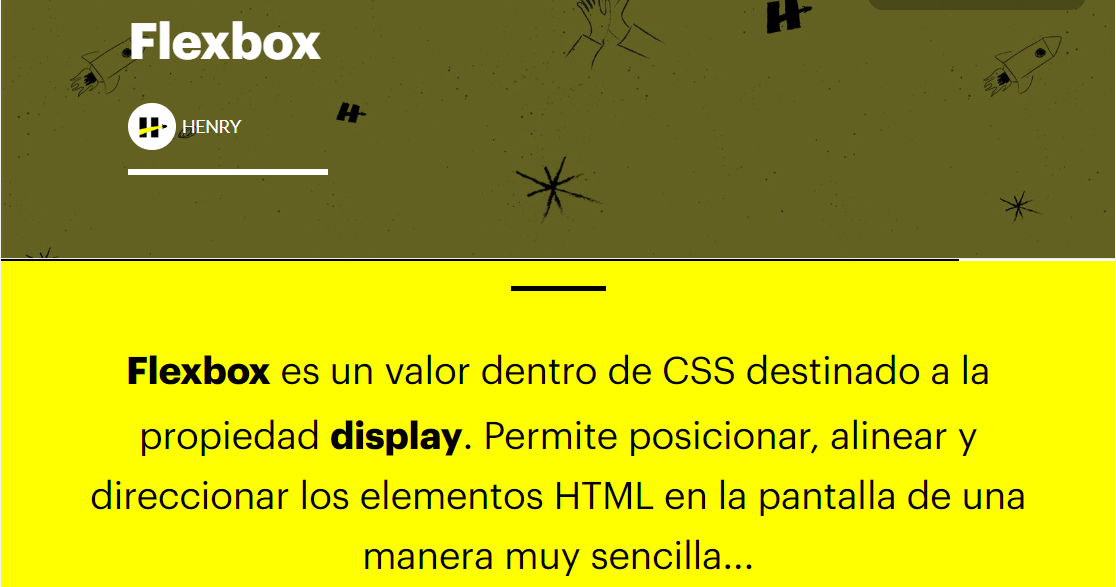 Flexbox
HENRY
Flexbox es un valor dentro de CSS destinado a la
propiedad display. Permite posicionar, alinear y
direccionar los elementos HTML en la pantalla de una
manera muy sencilla...